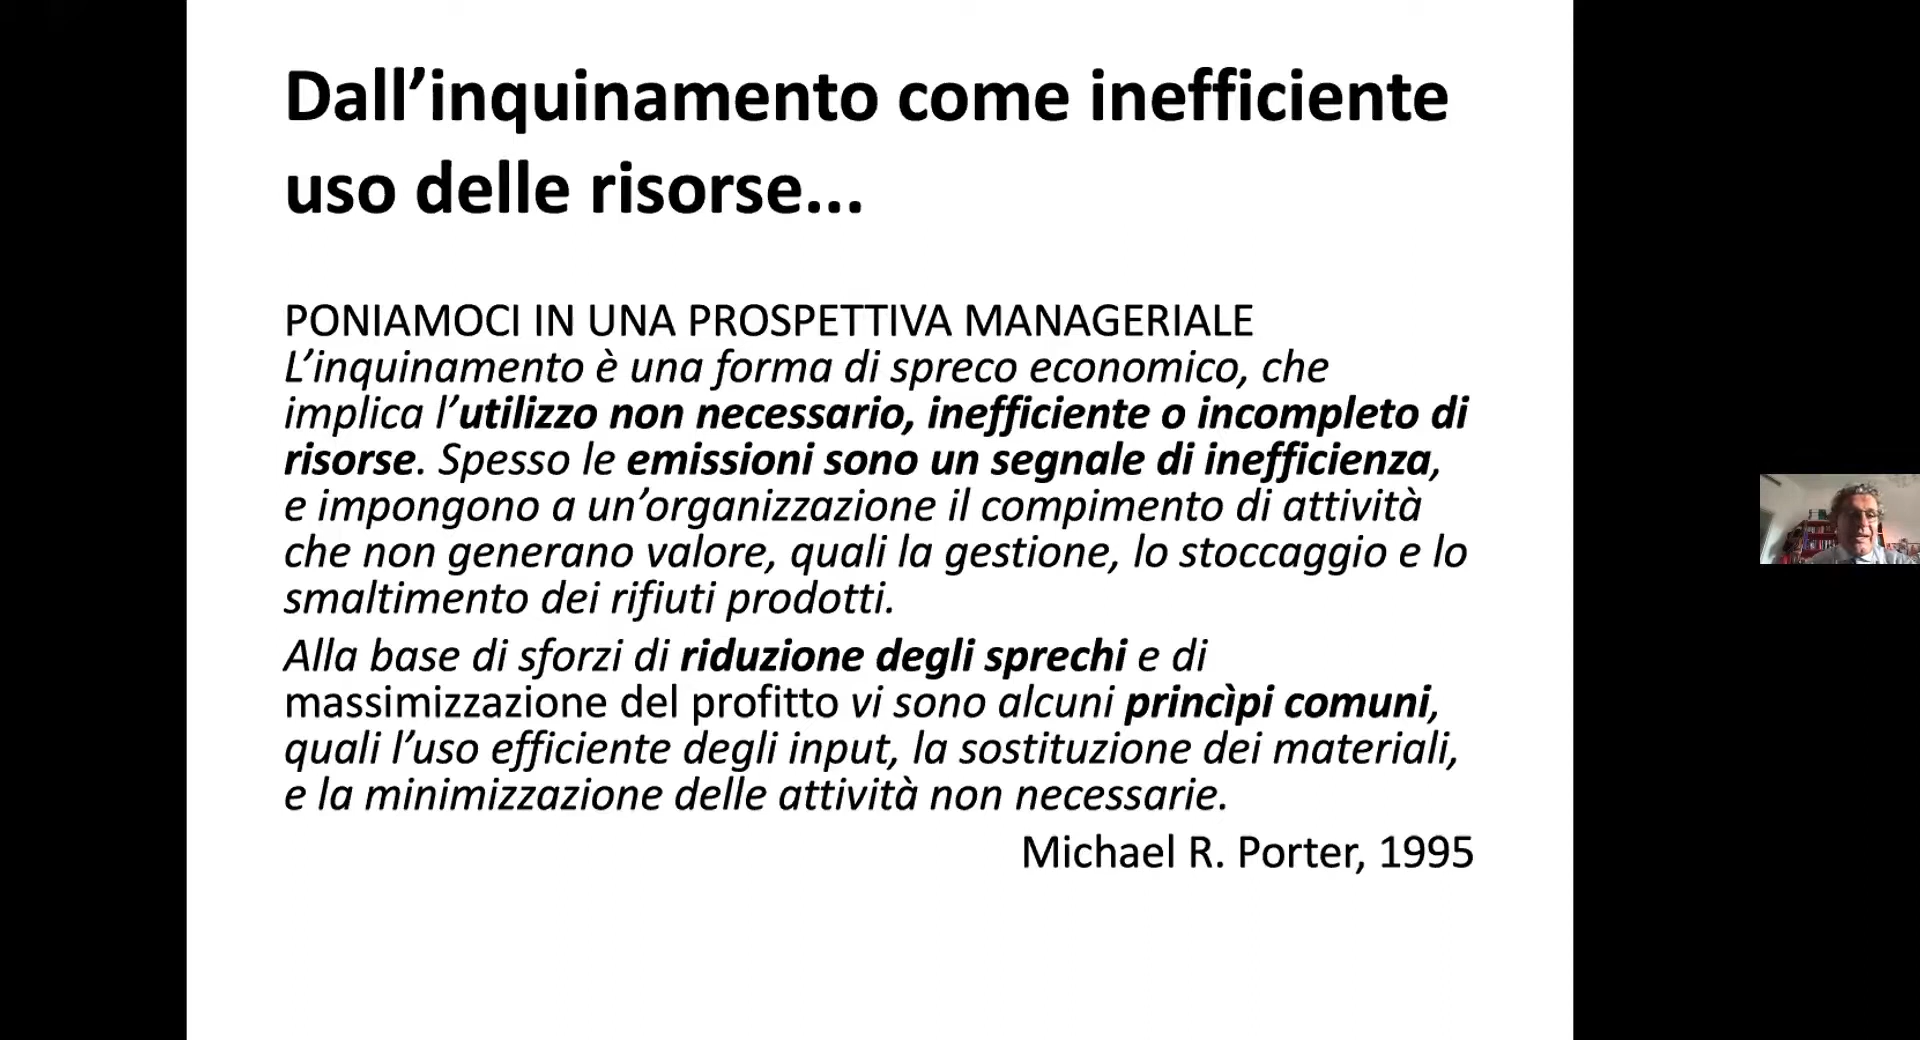 Dall’inquinamento come inefficiente
uso delle risorse...
PONIAMOCI IN UNA PROSPETTIVA MANAGERIALE
L’inquinamento è una forma di spreco economico, che
implica l’utilizzo non necessario, inefficiente o incompleto di
risorse. Spesso le emissioni sono un segnale di inefficienza,
e impongono a un’organizzazione il compimento di attività
che non generano valore, quali la gestione, lo stoccaggio e lo
smaltimento dei rifiuti prodotti.
Alla base di sforzi di riduzione degli sprechi e di
massimizzazione del profitto vi sono alcuni princìpi comuni,
quali l’uso efficiente degli input, la sostituzione dei materiali,
e la minimizzazione delle attività non necessarie.
Michael R. Porter, 1995